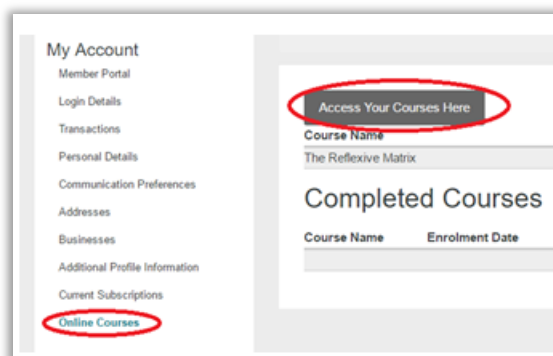 My Account
Member Portal
Login Details
Transactions
Personal Details
Communication Preferences
Addresses
Businesses
Additional Profile Information
Current Subscriptions
Online Courses
Access Your Courses Here
Course Name
The Reflexive Matrix
Completed Courses
Course Name Enrolment Date